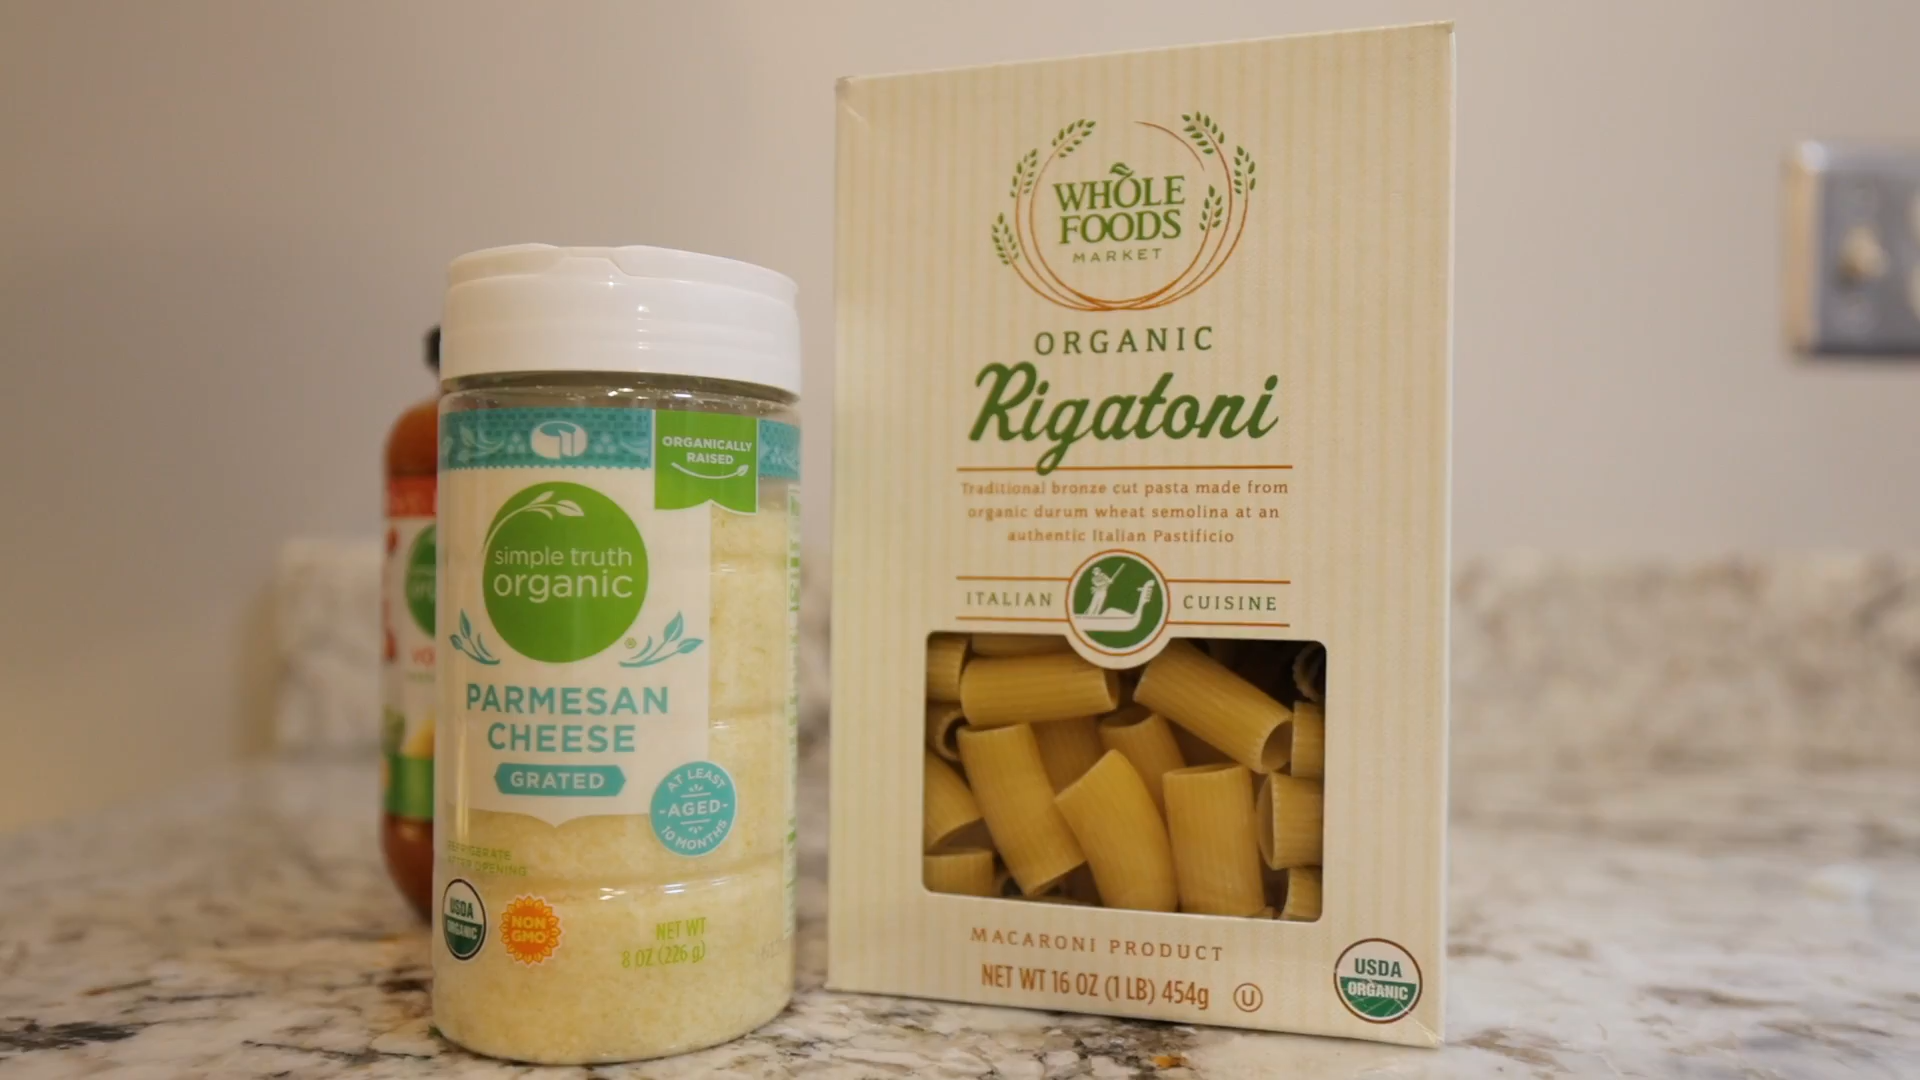 ORGANICALLY
RAISED
simple truth
organic
®
PARMESAN
CHEESE
GRATED
AT LEAST
-AGED-
10 MONTHS
REFRIGERATE
AFTER OPENING
USDA
ORGANIC
NON
GMO
NET WT
8 OZ (226 g)
WHOLE
FOODS
MARKET
ORGANIC
Rigatoni
Traditional bronze cut pasta made from
organic durum wheat semolina at an
authentic Italian Pastificio
ITALIAN CUISINE
MACARONI PRODUCT
NET WT 16 OZ (1 LB) 454g
U
USDA
ORGANIC